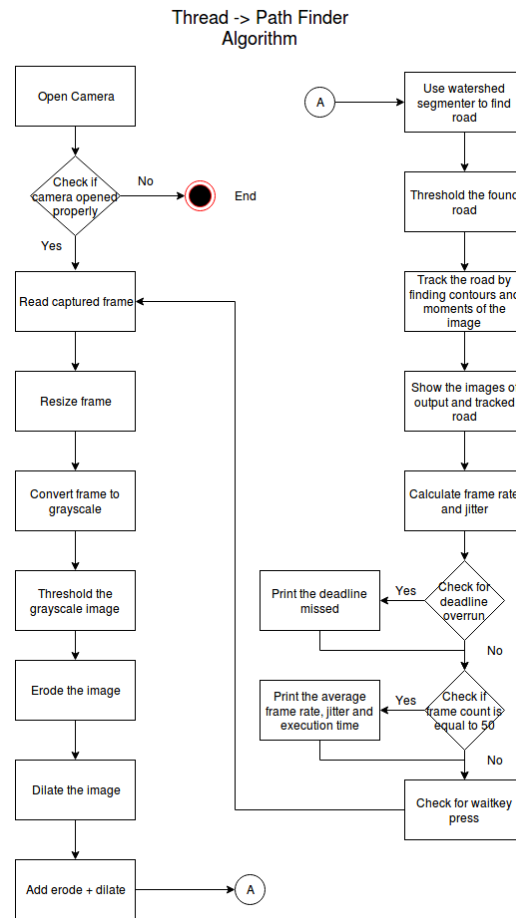 Thread -> Path Finder
Algorithm
Open Camera
Check if
camera opened
properly
No
End
Yes
Read captured frame
Resize frame
Convert frame to
grayscale
Threshold the
grayscale image
Erode the image
Dilate the image
Add erode + dilate
A
A
Use watershed
segmenter to find
road
Threshold the found
road
Track the road by
finding contours and
moments of the
image
Show the images of
output and tracked
road
Calculate frame rate
and jitter
Check for
deadline
overrun
Yes
Print the deadline
missed
No
Check if
frame count is
equal to 50
Yes
Print the average
frame rate, jitter and
execution time
No
Check for waitkey
press